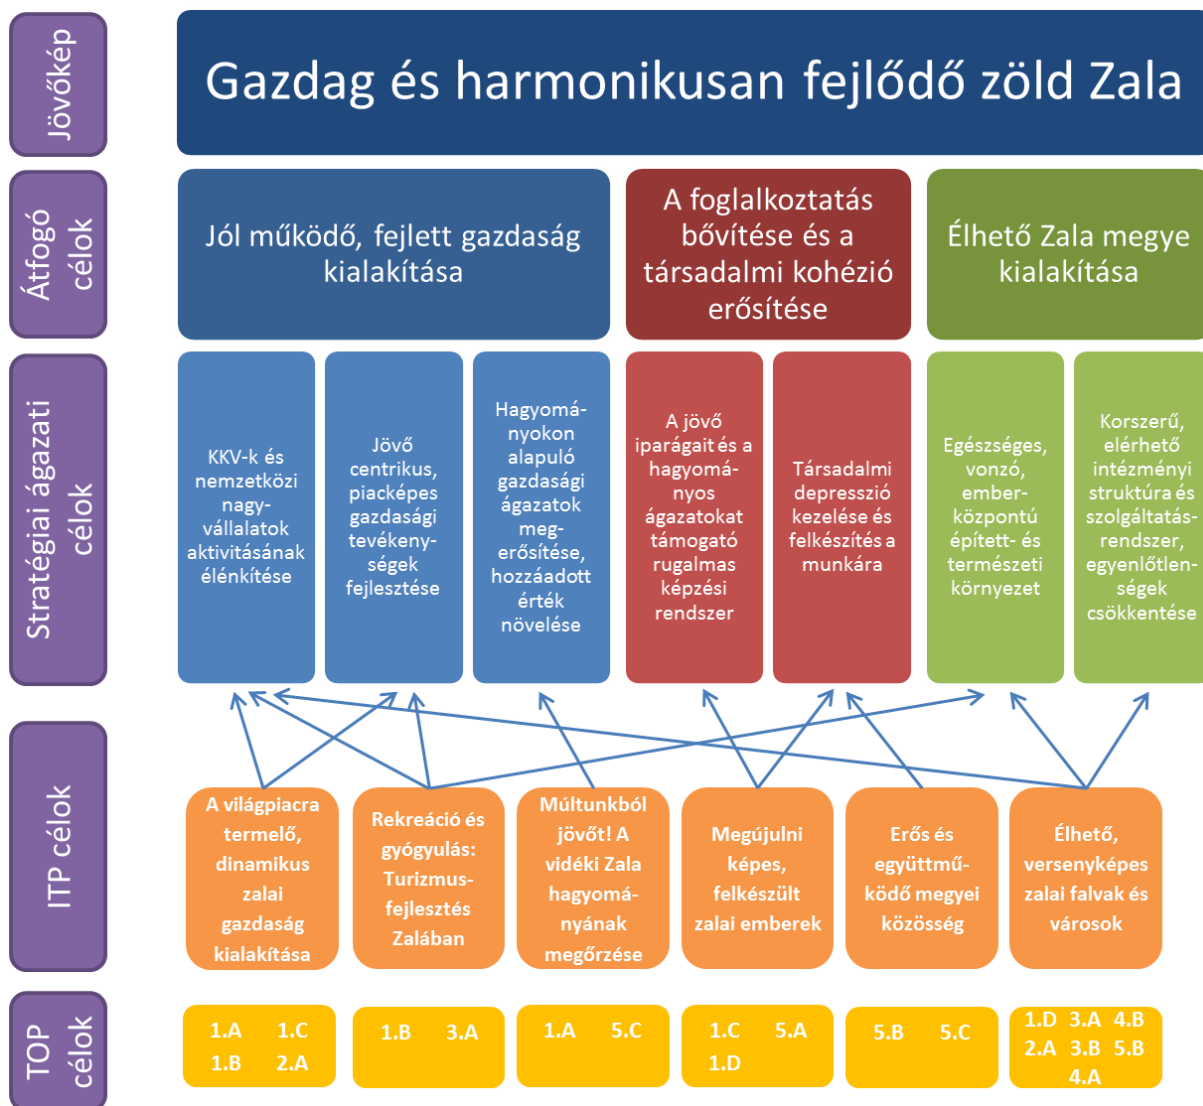 Jövőkép
Gazdag és harmonikusan fejlődő zöld Zala
Átfogó
célok
Jól működő, fejlett gazdaság
kialakítása
A foglalkoztatás
bővítése és a
társadalmi kohézió
erősítése
Élhető Zala megye
kialakítása
Stratégiai ágazati
célok
KKV-k és
nemzetközi
nagy-
vállalatok
aktivitásának
élénkítése
Jövő
centrikus,
piacképes
gazdasági
tevékeny-
ségek
fejlesztése
Hagyomá-
nyokon
alapuló
gazdasági
ágazatok
meg-
erősítése,
hozzáadott
érték
növelése
A jövő
iparágait és a
hagyomá-
nyos
ágazatokat
támogató
rugalmas
képzési
rendszer
Társadalmi
depresszió
kezelése és
felkészítés a
munkára
Egészséges,
vonzó,
ember-
központú
épített- és
természeti
környezet
Korszerű,
elérhető
intézményi
struktúra és
szolgáltatás-
rendszer,
egyenlőtlen-
ségek
csökkentése
ITP célok
A világpiacra
termelő,
dinamikus
zalai
gazdaság
kialakítása
Rekreáció és
gyógyulás:
Turizmus-
fejlesztés
Zalában
Múltunkból
jövőt! A
vidéki Zala
hagyomá-
nyának
megőrzése
Megújulni
képes,
felkészült
zalai emberek
Erős és
együttmű-
ködő megyei
közösség
Élhető,
versenyképes
zalai falvak és
városok
TOP
célok
1.A 1.C
1.B 2.A
1.B 3.A
1.A 5.C
1.C 5.A
1.D
5.B 5.C
1.D 3.A 4.B
2.A 3.B 5.B
4.A